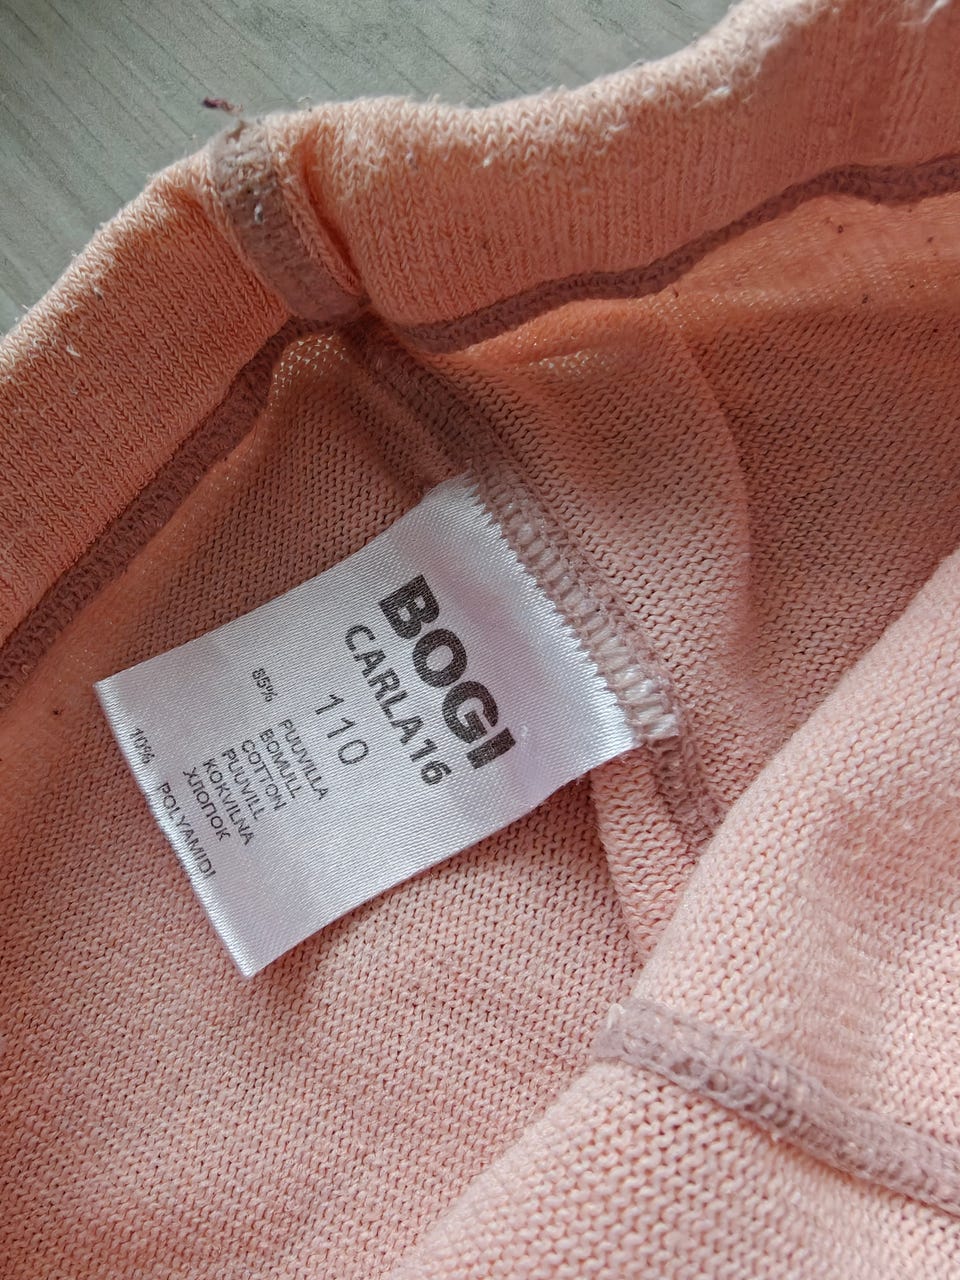 BOGI
CARLA16
110
85% PUUVILLA
BOMULL
COTTON
PUUVILL
KOKVILNA
ХЛОПОК
10% POLYAMIDI